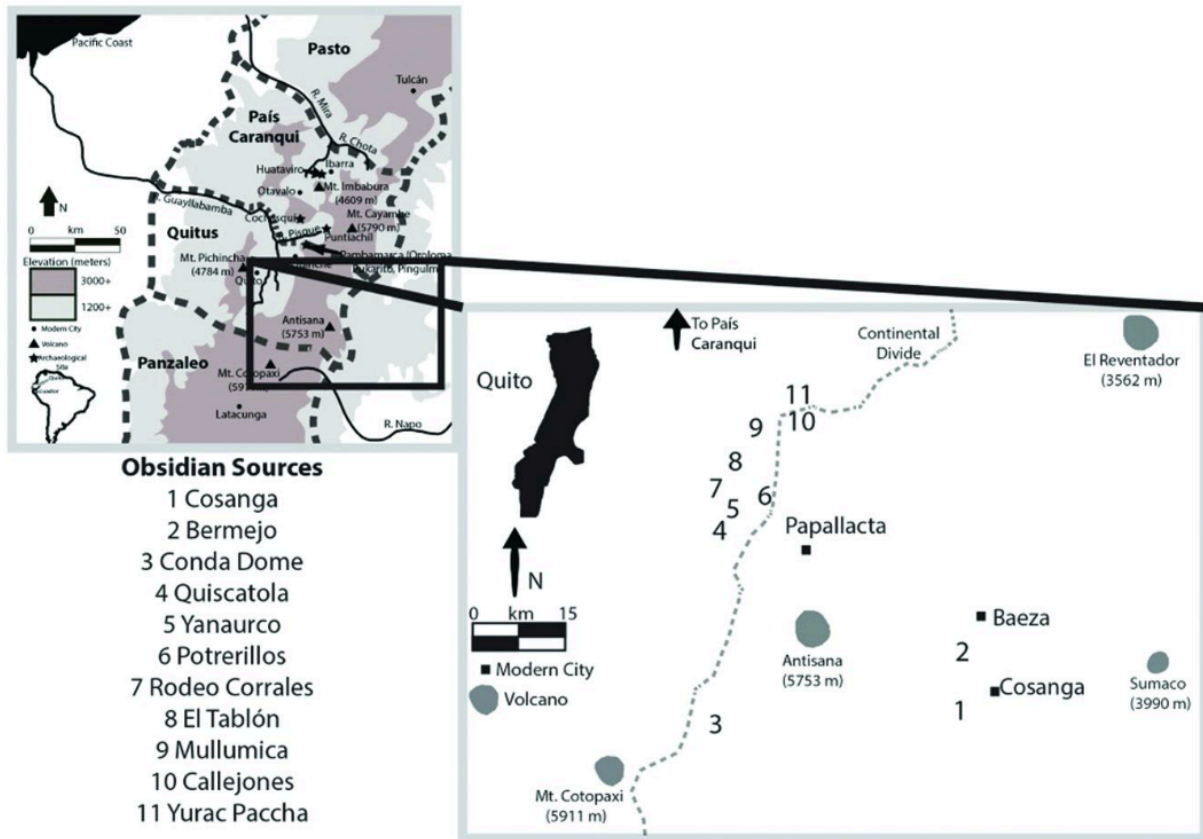 Pacific Coast
Pasto
Tulcán
R. Mira
País
Caranqui
R. Chota
Huataviro
Ibarra
Mt. Imbabura
(4609 m)
Otavalo
R. Guayllabamba
Mt. Cayambe
(5790 m)
R. Pisque
Puntiachil
N
0 km 50
Quitus
Mt. Pichincha
(4784 m)
Quito
Elevation (meters)
3000+
1200+
Modern City
Volcano
Archaeological
Site
Antisana
(5753 m)
Panzaleo
Mt. Cotopaxi
Latacunga
R. Napo
Obsidian Sources
1 Cosanga
2 Bermejo
3 Conda Dome
4 Quiscatola
5 Yanaurco
6 Potrerillos
7 Rodeo Corrales
8 El Tablón
9 Mullumica
10 Callejones
11 Yurac Paccha
To País
Caranqui
Continental
Divide
El Reventador
(3562 m)
Quito
11
10
9
8
7
6
5
4
Papallacta
N
0 km 15
Modern City
Volcano
Baeza
2
Antisana
(5753 m)
Cosanga
1
Sumaco
(3990 m)
3
Mt. Cotopaxi
(5911 m)